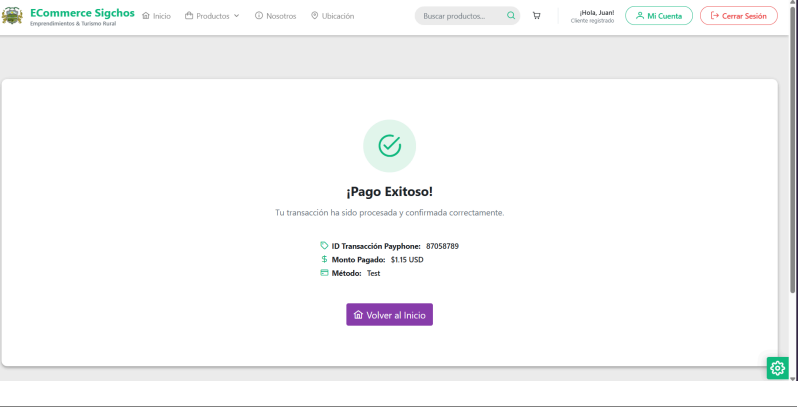 ECommerce Sigchos
Emprendimientos & Turismo Rural
Inicio
Productos
Nosotros
Ubicación
Buscar productos...
¡Hola, Juan!
Cliente registrado
Mi Cuenta
Cerrar Sesión
¡Pago Exitoso!
Tu transacción ha sido procesada y confirmada correctamente.
ID Transacción Payphone: 87058789
Monto Pagado: $1.15 USD
Método: Test
Volver al Inicio